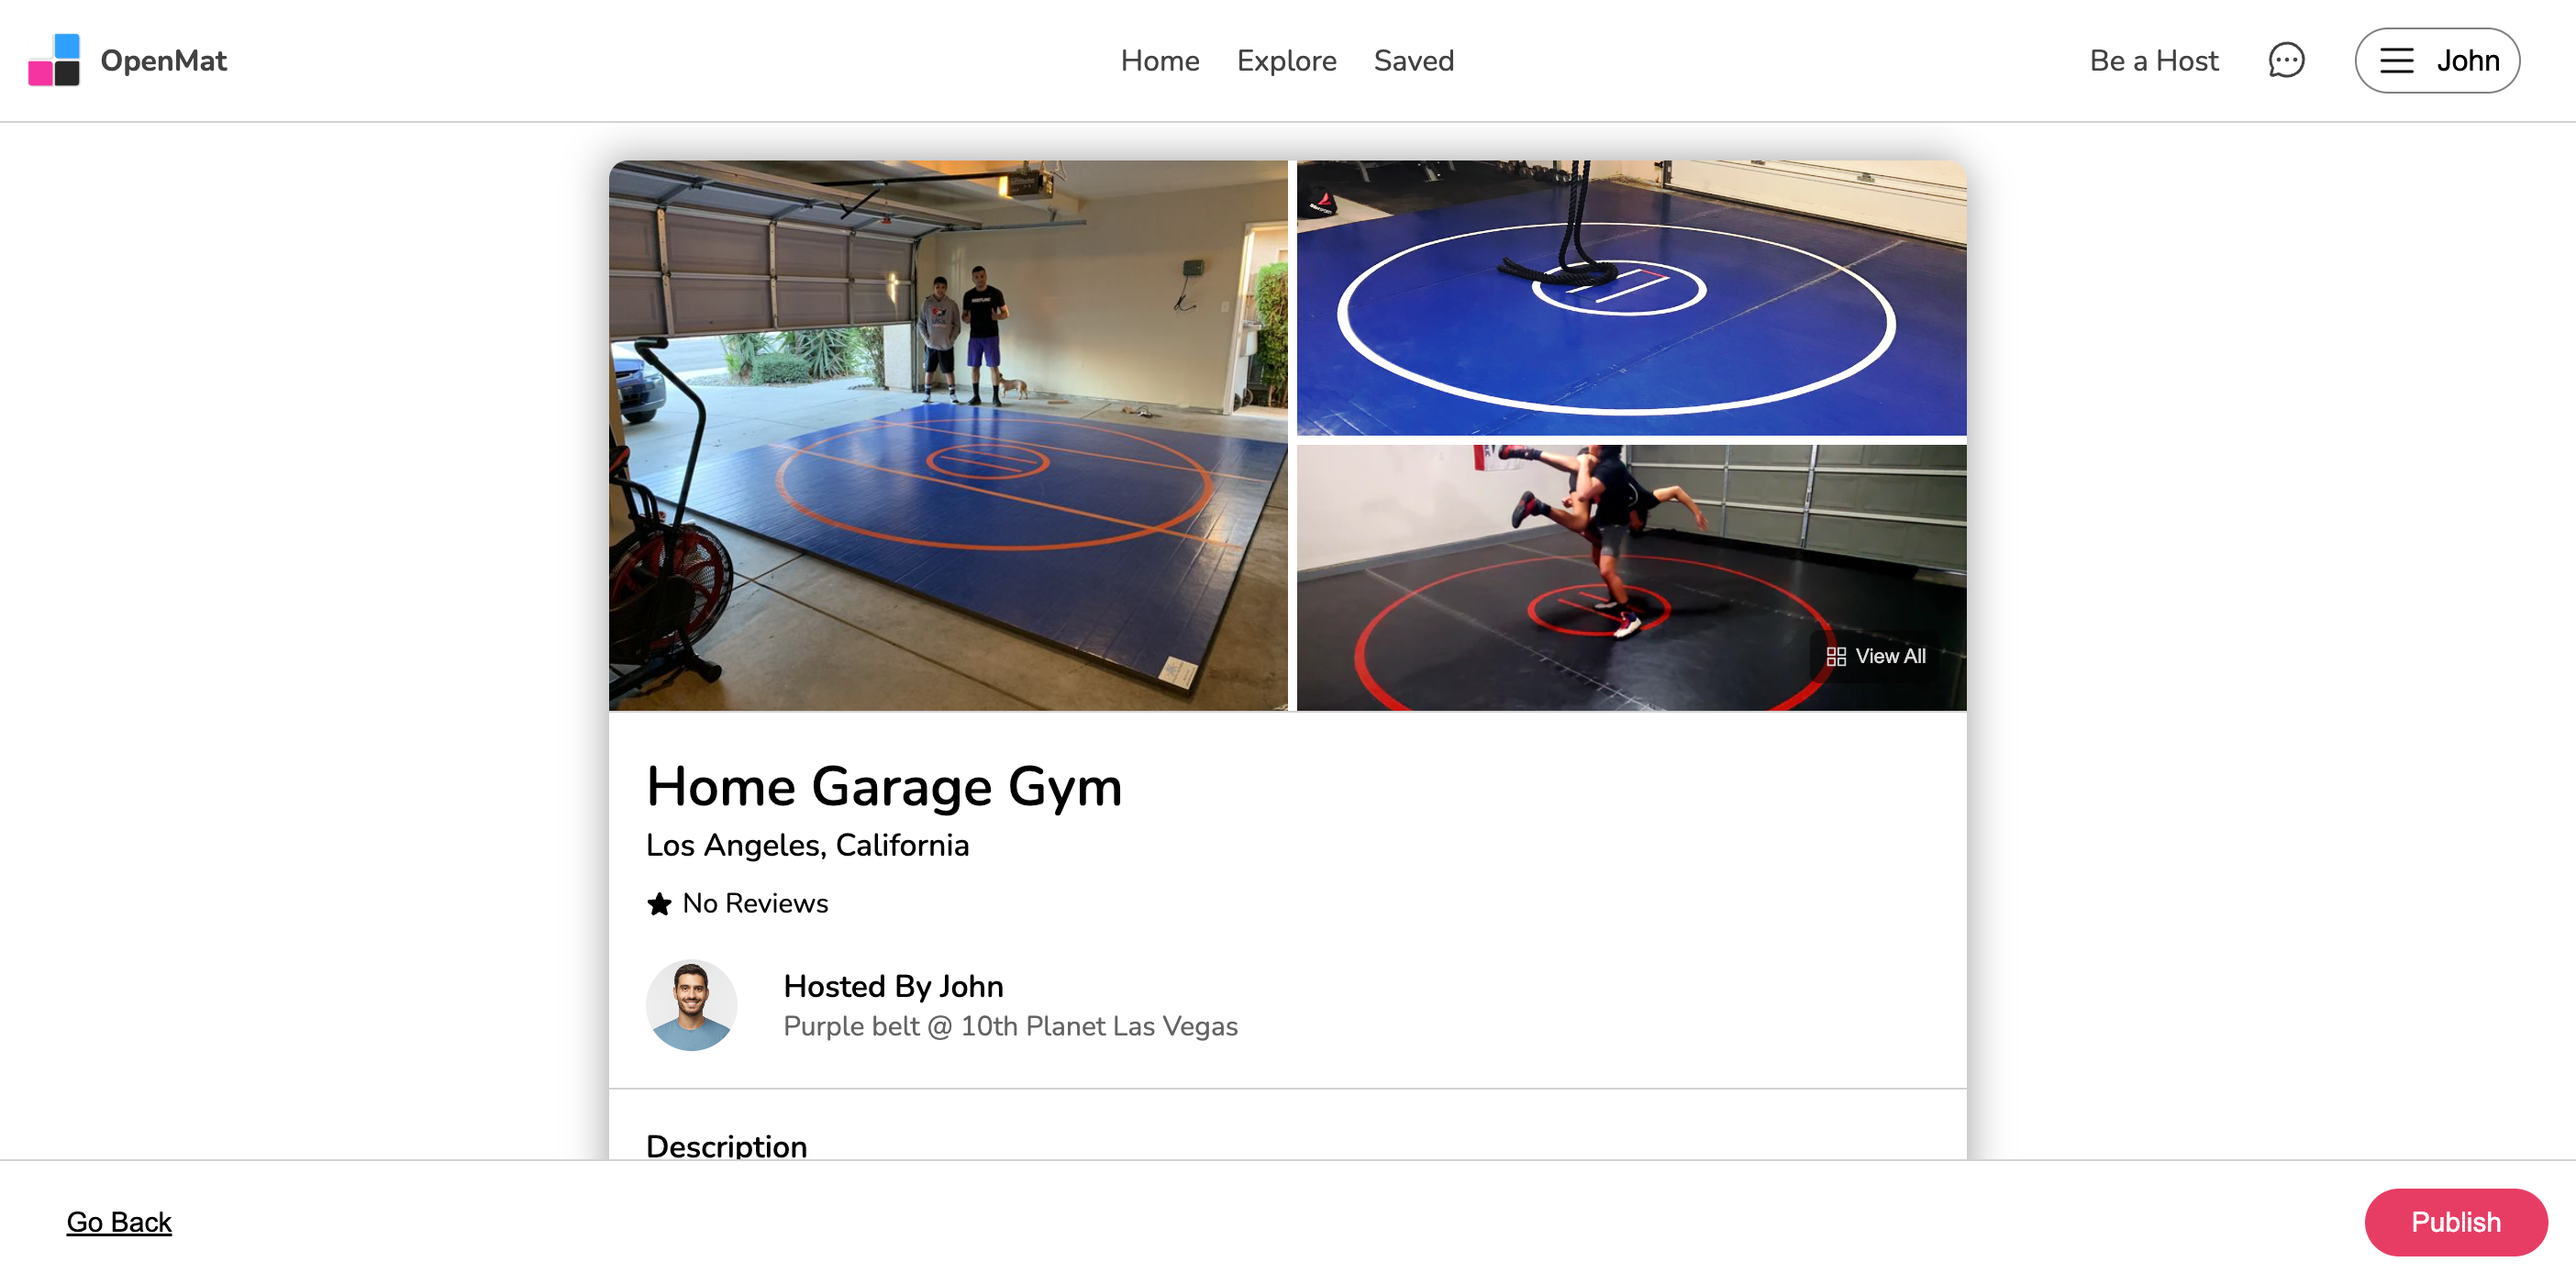 OpenMat
Home Explore Saved
Be a Host
John
View All
Home Garage Gym
Los Angeles, California
No Reviews
Hosted By John
Purple belt @ 10th Planet Las Vegas
Description
Go Back
Publish